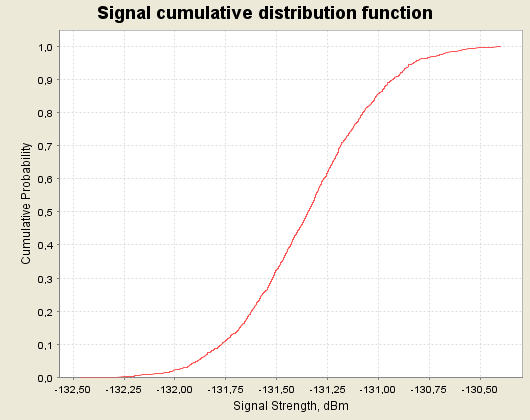 Signal cumulative distribution function
Cumulative Probability
1,0
0,9
0,8
0,7
0,6
0,5
0,4
0,3
0,2
0,1
0,0
-132,50 -132,25 -132,00 -131,75 -131,50 -131,25 -131,00 -130,75 -130,50
Signal Strength, dBm